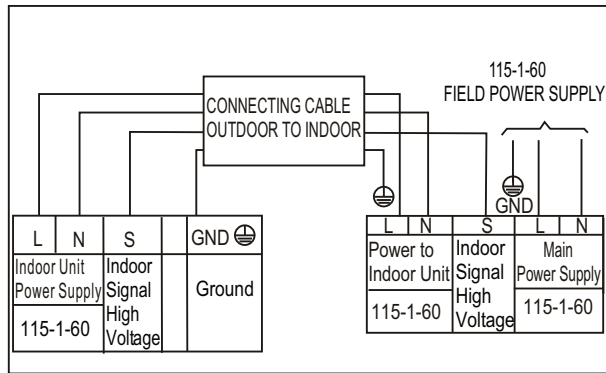 115-1-60
FIELD POWER SUPPLY
CONNECTING CABLE
OUTDOOR TO INDOOR
GND
L N S GND
Indoor Unit
Power Supply
115-1-60
Indoor
Signal
High
Voltage
Ground
L N S L N
Power to
Indoor Unit
115-1-60
Indoor
Signal
High
Voltage
Main
Power Supply
115-1-60